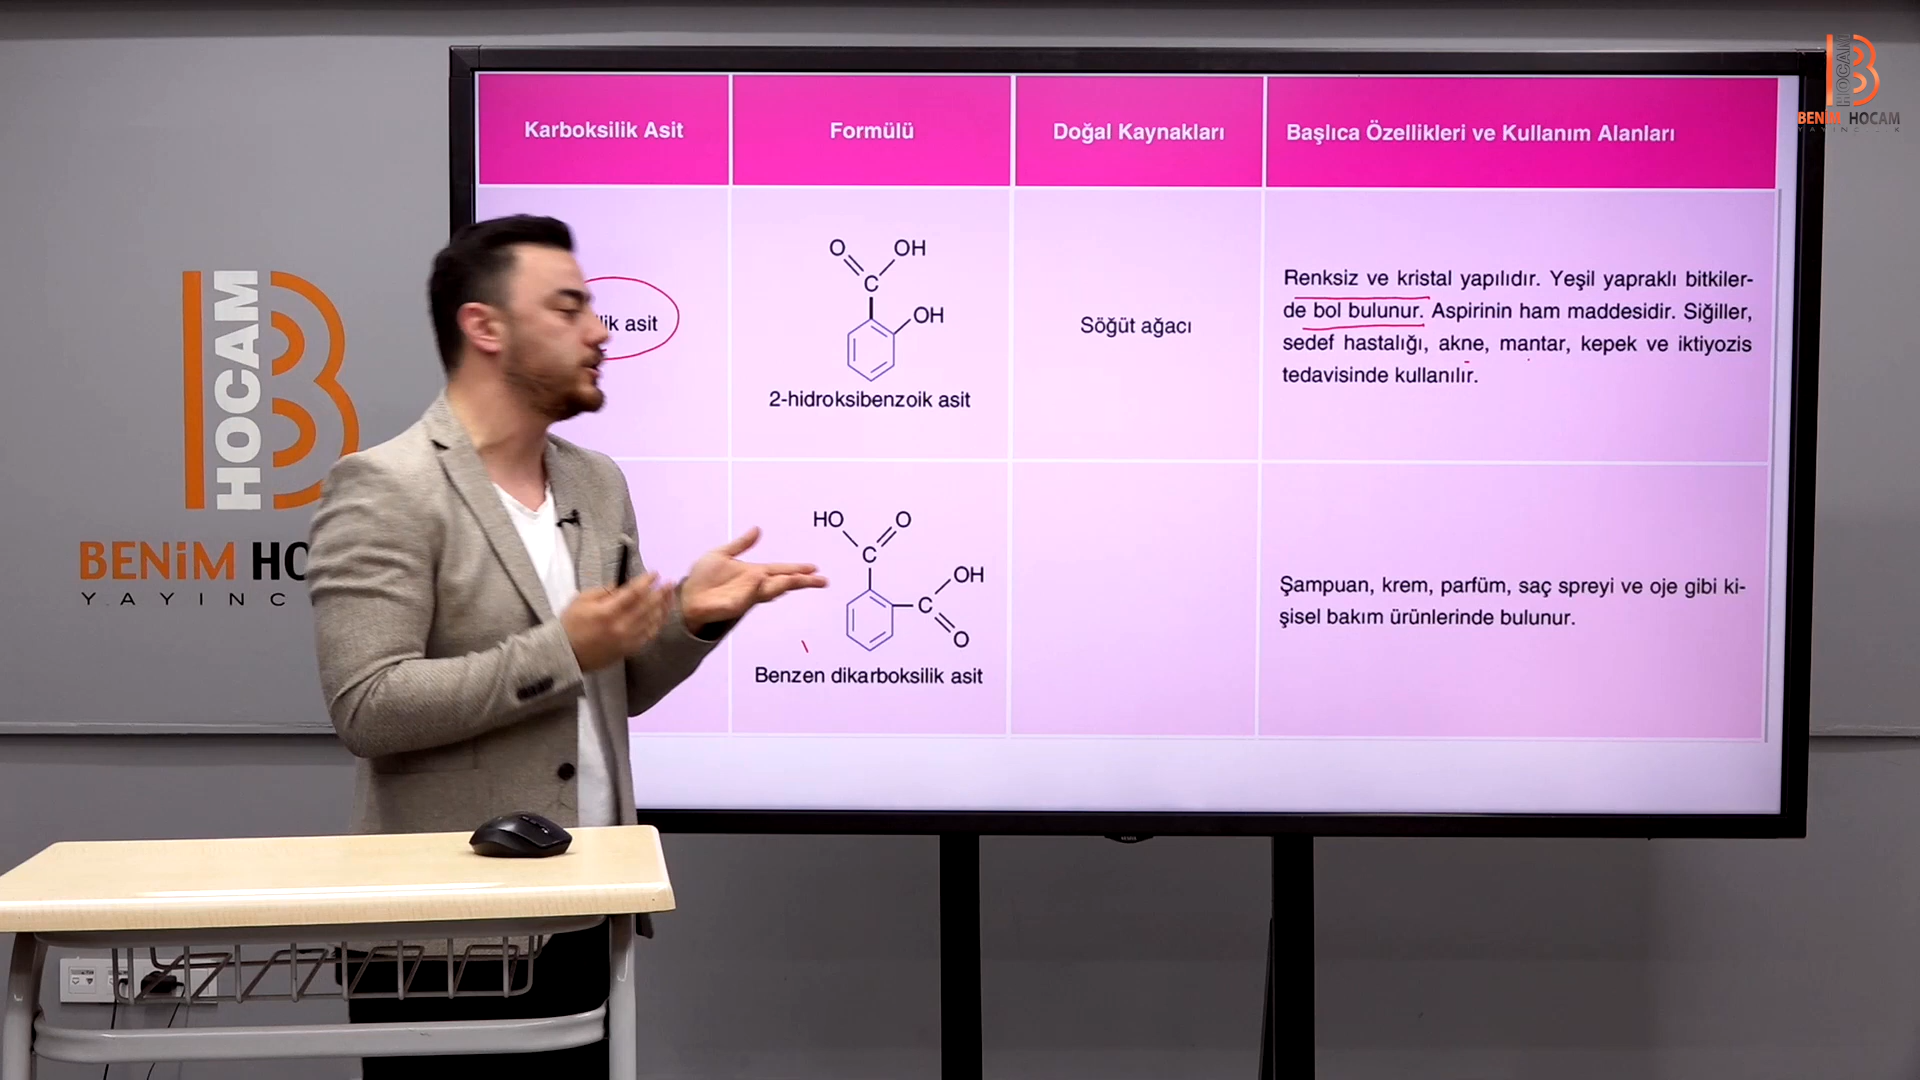 Karboksilik Asit
Formülü
Doğal Kaynakları
Başlıca Özellikleri ve Kullanım Alanları
asit
O
OH
C
OH
2-hidroksibenzoik asit
Söğüt ağacı
Renksiz ve kristal yapılıdır. Yeşil yapraklı bitkiler-
de bol bulunur. Aspirinin ham maddesidir. Siğiller,
sedef hastalığı, akne, mantar, kepek ve iktiyozis
tedavisinde kullanılır.
HO
O
C
OH
C
O
Benzen dikarboksilik asit
Şampuan, krem, parfüm, saç spreyi ve oje gibi ki-
şisel bakım ürünlerinde bulunur.
HOCAM
BENİM HO
YAYINC
HOCAM
BENİM HOCAM